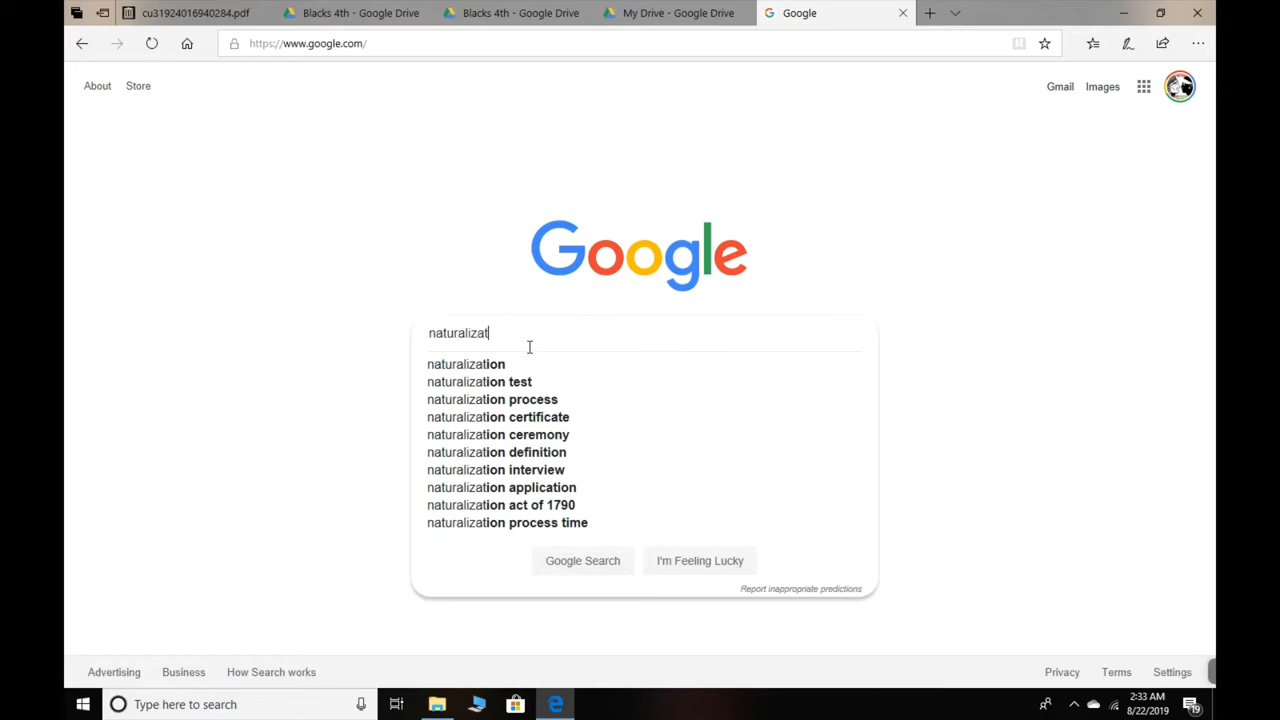 cu31924016940284.pdf
Blacks 4th - Google Drive
Blacks 4th - Google Drive
My Drive - Google Drive
Google
https://www.google.com/
About
Store
Gmail
Images
Google
naturalizat
naturalization
naturalization test
naturalization process
naturalization certificate
naturalization ceremony
naturalization definition
naturalization interview
naturalization application
naturalization act of 1790
naturalization process time
Google Search
I'm Feeling Lucky
Report inappropriate predictions
Advertising
Business
How Search works
Privacy
Terms
Settings
Type here to search
2:33 AM
8/22/2019
19